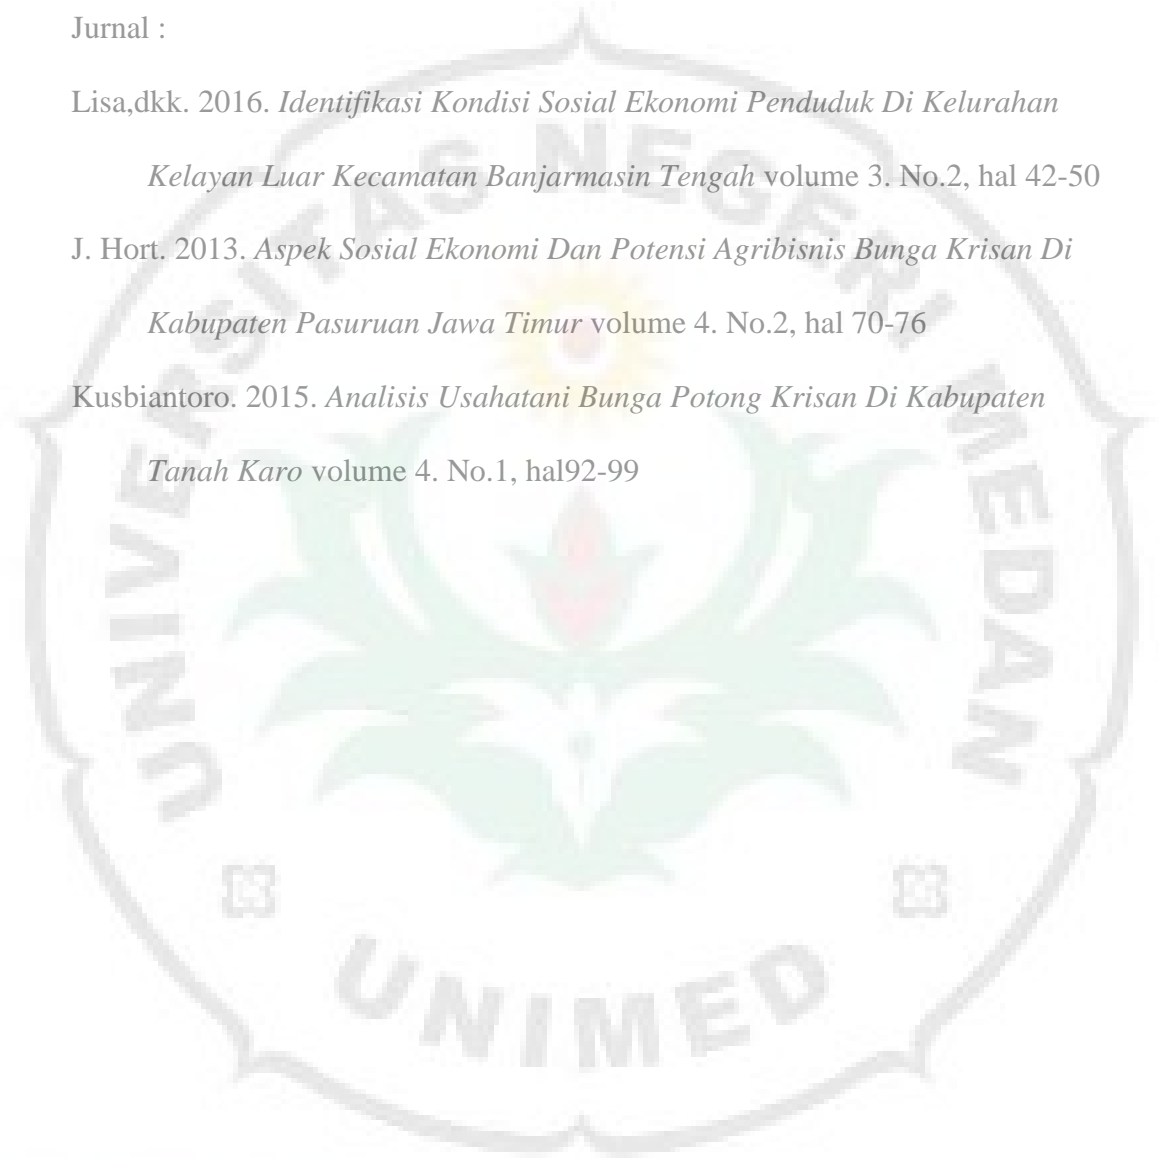 Jurnal :
Lisa,dkk. 2016. Identifikasi Kondisi Sosial Ekonomi Penduduk Di Kelurahan
Kelayan Luar Kecamatan Banjarmasin Tengah volume 3. No.2, hal 42-50
J. Hort. 2013. Aspek Sosial Ekonomi Dan Potensi Agribisnis Bunga Krisan Di
Kabupaten Pasuruan Jawa Timur volume 4. No.2, hal 70-76
Kusbiantoro. 2015. Analisis Usahatani Bunga Potong Krisan Di Kabupaten
Tanah Karo volume 4. No.1, hal92-99
UNIVERSITAS NEGERI MEDAN
UNIMED